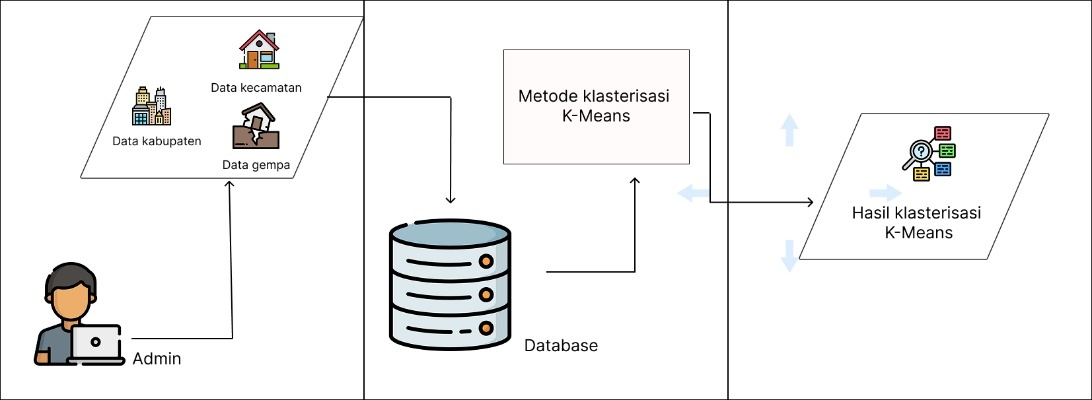 Data kecamatan
Data kabupaten
Data gempa
Admin
Database
Metode klasterisasi
K-Means
Hasil klasterisasi
K-Means